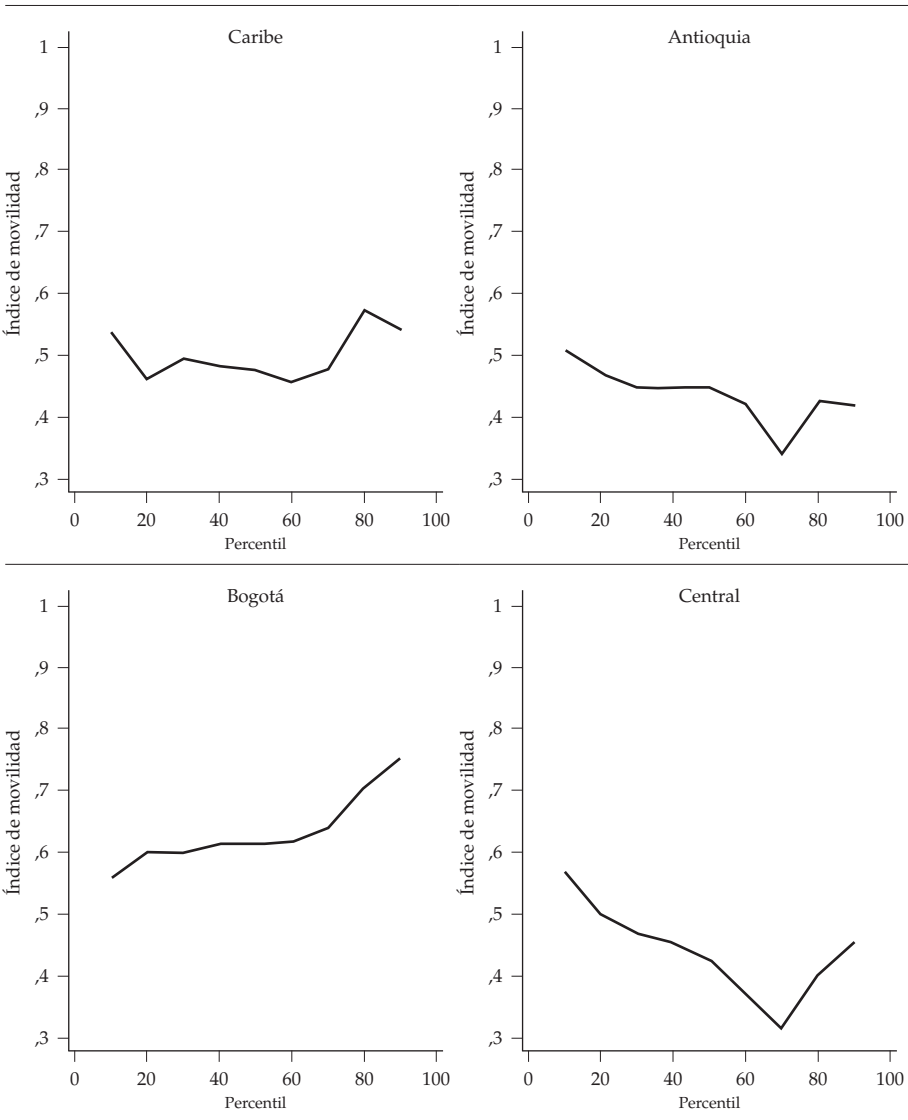 Caribe
Índice de movilidad
1
,9
,8
,7
,6
,5
,4
,3
0 20 40 60 80 100
Percentil
Antioquia
Índice de movilidad
1
,9
,8
,7
,6
,5
,4
,3
0 20 40 60 80 100
Percentil
Bogotá
Índice de movilidad
1
,9
,8
,7
,6
,5
,4
,3
0 20 40 60 80 100
Percentil
Central
Índice de movilidad
1
,9
,8
,7
,6
,5
,4
,3
0 20 40 60 80 100
Percentil